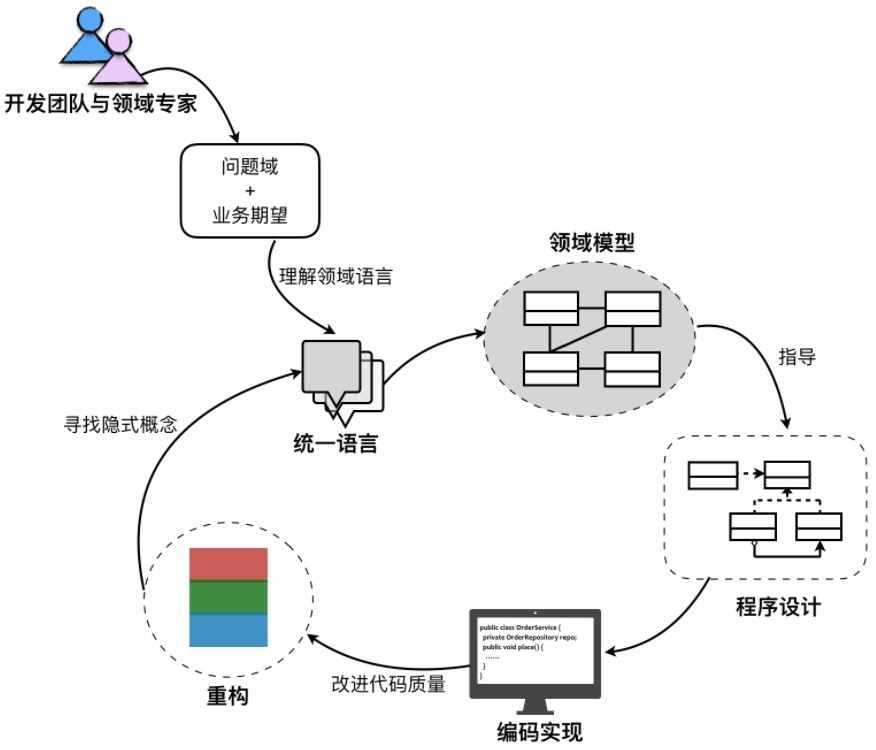 开发团队与领域专家
问题域
+
业务期望
理解领域语言
领域模型
指导
寻找隐式概念
统一语言
程序设计
public class OrderService {
private OrderRepository repo;
public void place() {
......
}
}
重构
改进代码质量
编码实现